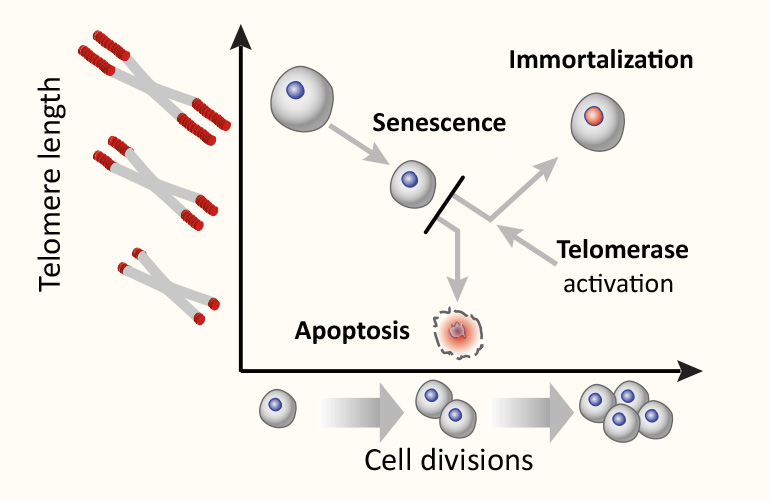 Immortalization
Senescence
Telomere length
Telomerase
activation
Apoptosis
Cell divisions